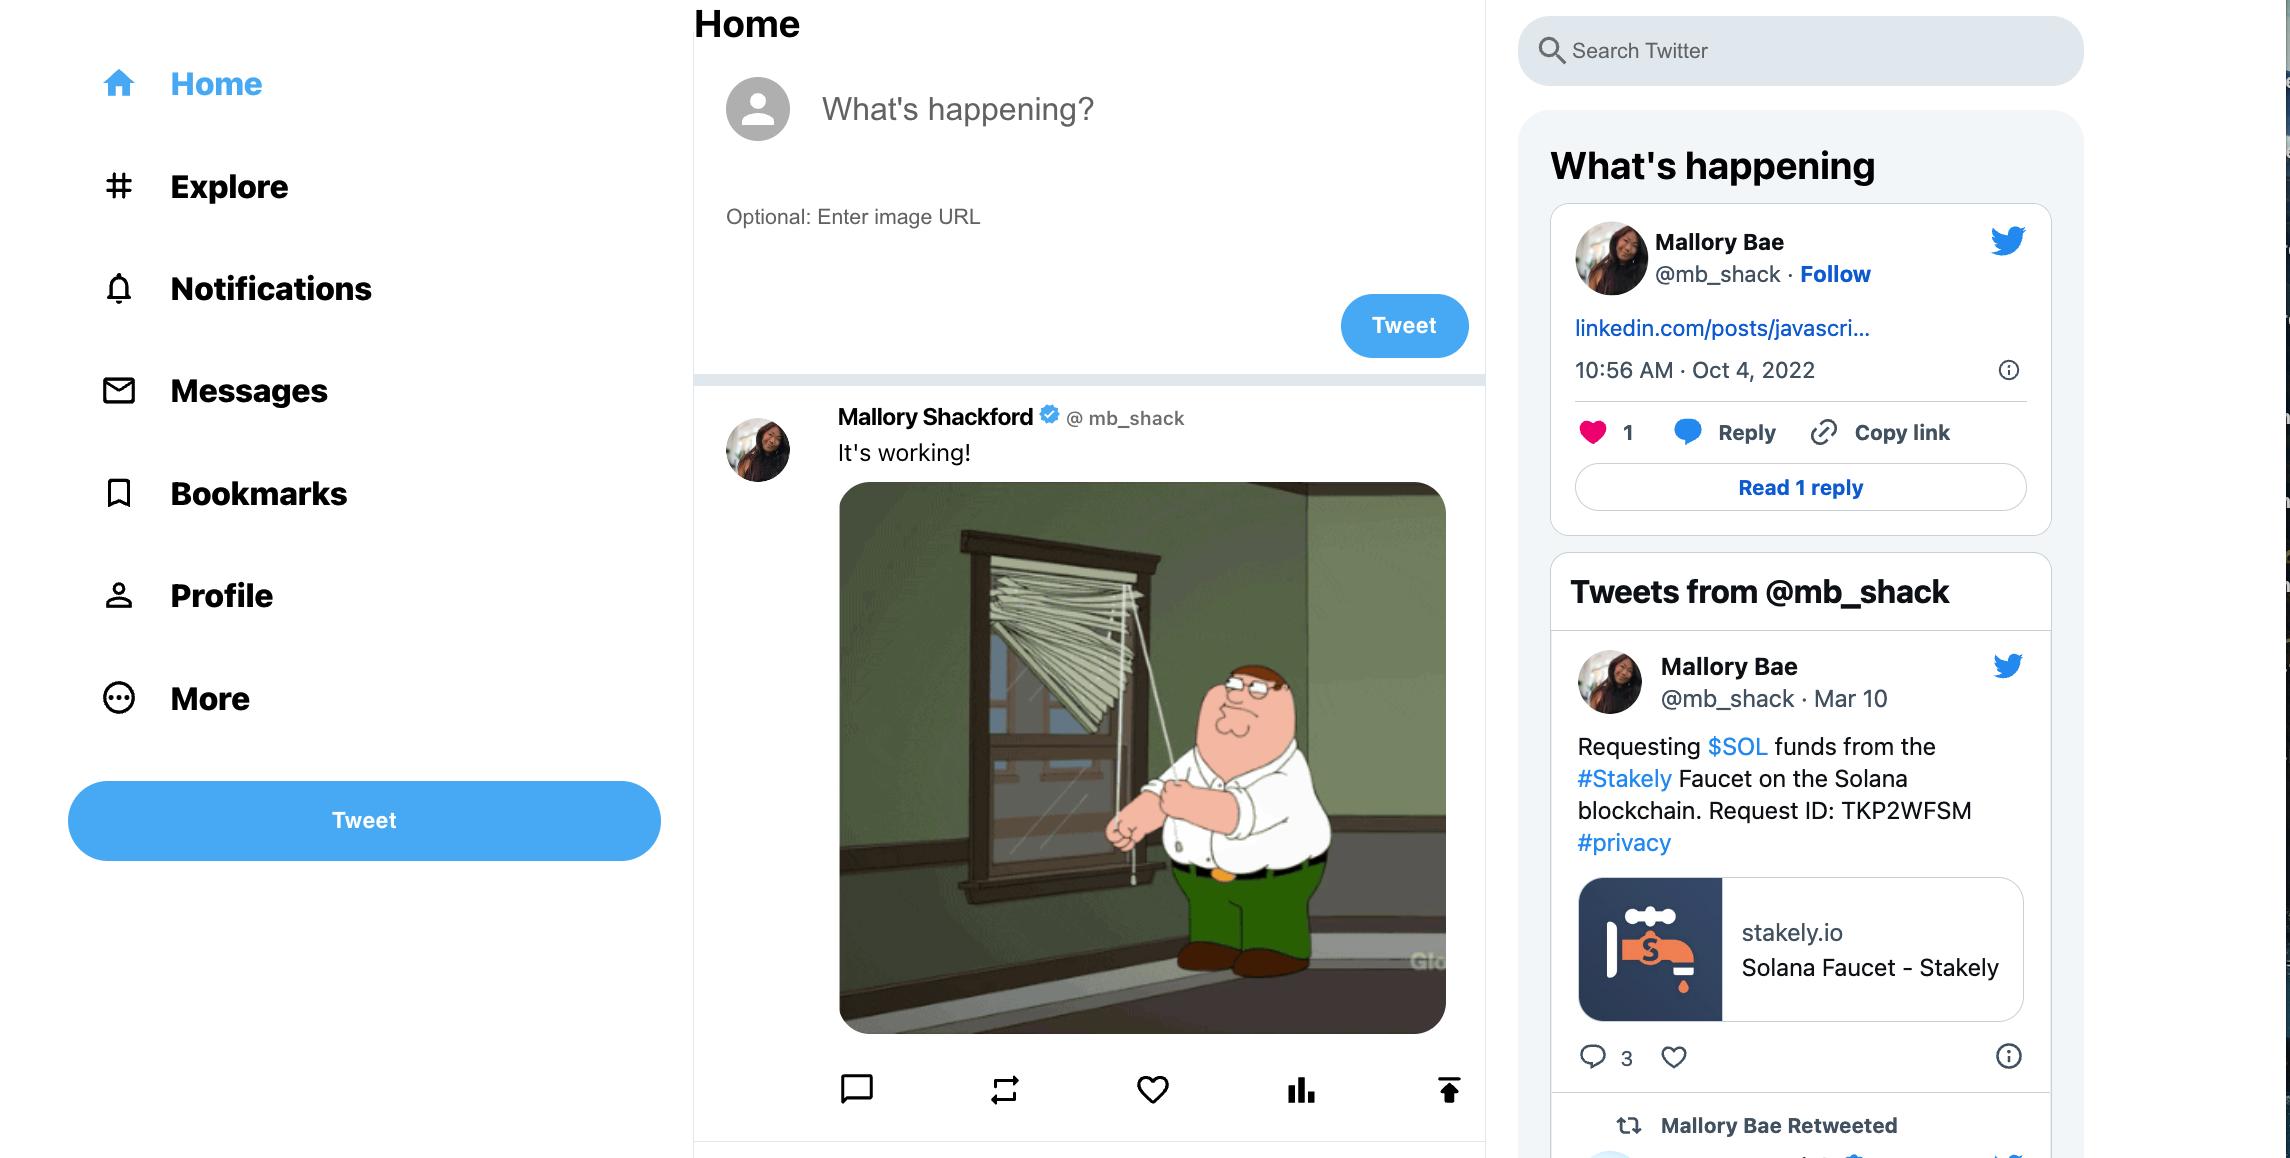 Home
Explore
Notifications
Messages
Bookmarks
Profile
More
Tweet
Home
What's happening?
Optional: Enter image URL
Tweet
Mallory Shackford @ mb_shack
It's working!
Search Twitter
What's happening
Mallory Bae
@mb_shack · Follow
linkedin.com/posts/javascri...
10:56 AM · Oct 4, 2022
1 Reply Copy link
Read 1 reply
Tweets from @mb_shack
Mallory Bae
@mb_shack · Mar 10
Requesting $SOL funds from the
#Stakely Faucet on the Solana
blockchain. Request ID: TKP2WFSM
#privacy
S
stakely.io
Solana Faucet - Stakely
3
Mallory Bae Retweeted